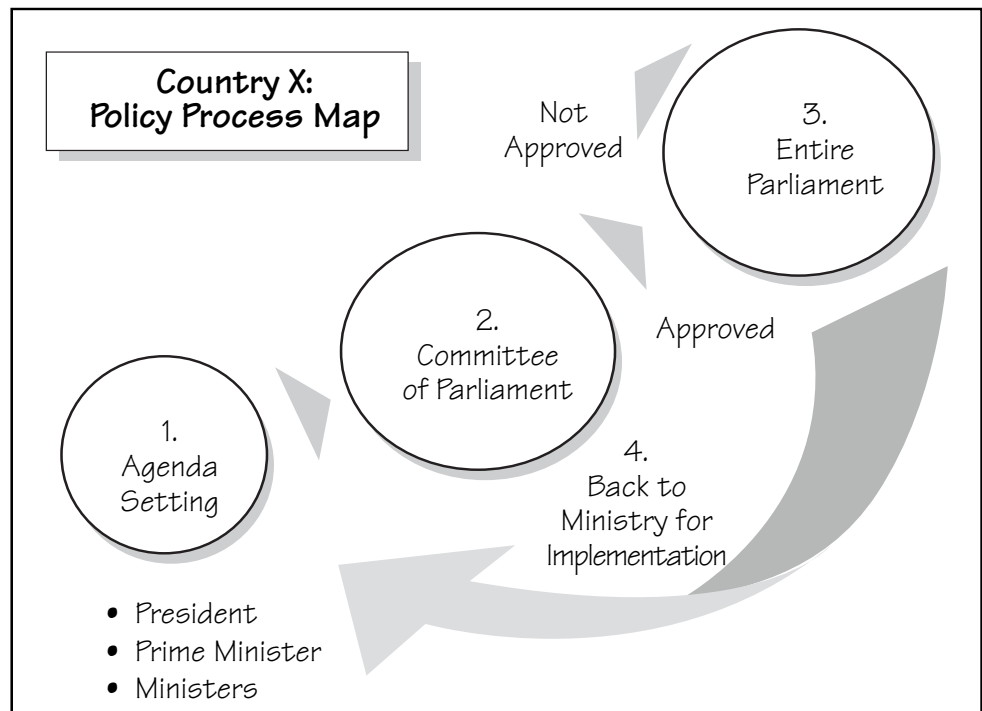 Country X:
Policy Process Map
1.
Agenda
Setting
• President
• Prime Minister
• Ministers
2.
Committee
of Parliament
Not
Approved
Approved
3.
Entire
Parliament
4.
Back to
Ministry for
Implementation